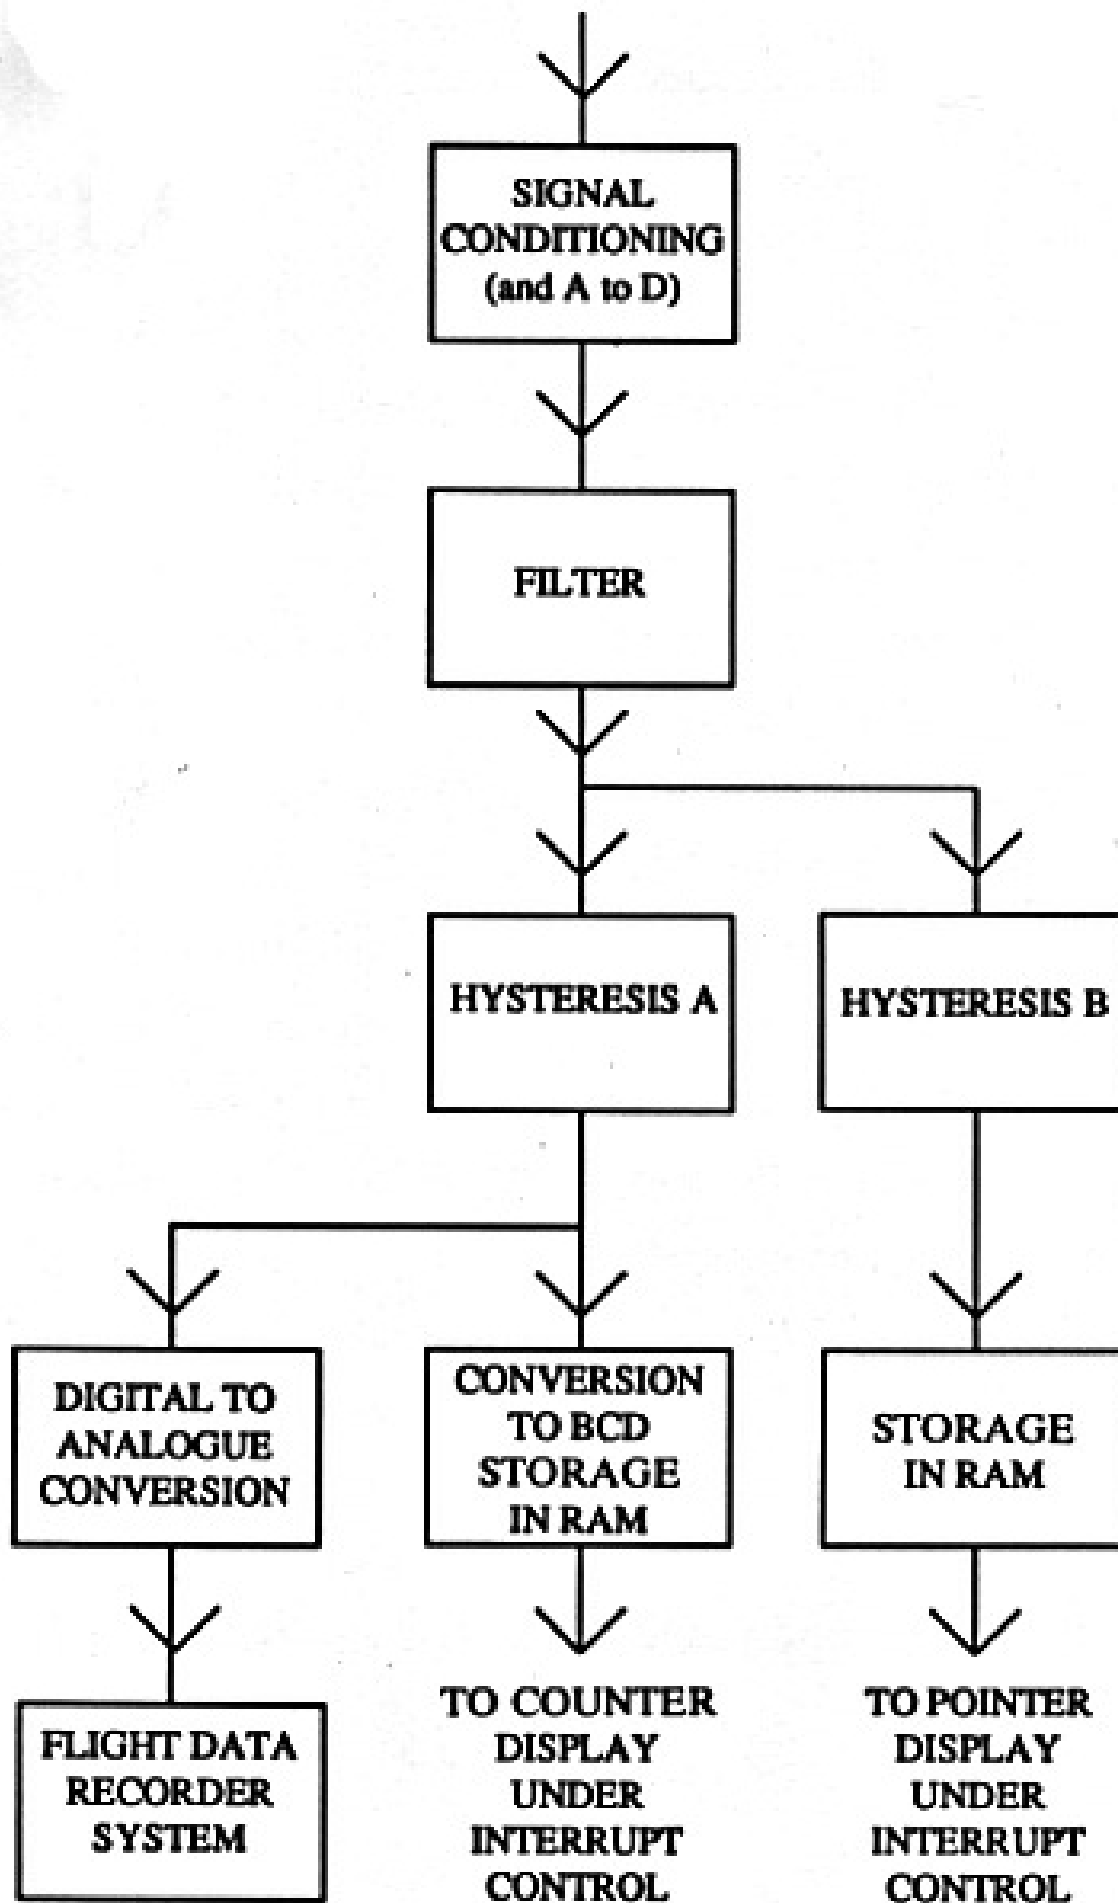 SIGNAL
CONDITIONING
(and A to D)
FILTER
HYSTERESIS A
HYSTERESIS B
DIGITAL TO
ANALOGUE
CONVERSION
CONVERSION
TO BCD
STORAGE
IN RAM
STORAGE
IN RAM
FLIGHT DATA
RECORDER
SYSTEM
TO COUNTER
DISPLAY
UNDER
INTERRUPT
CONTROL
TO POINTER
DISPLAY
UNDER
INTERRUPT
CONTROL